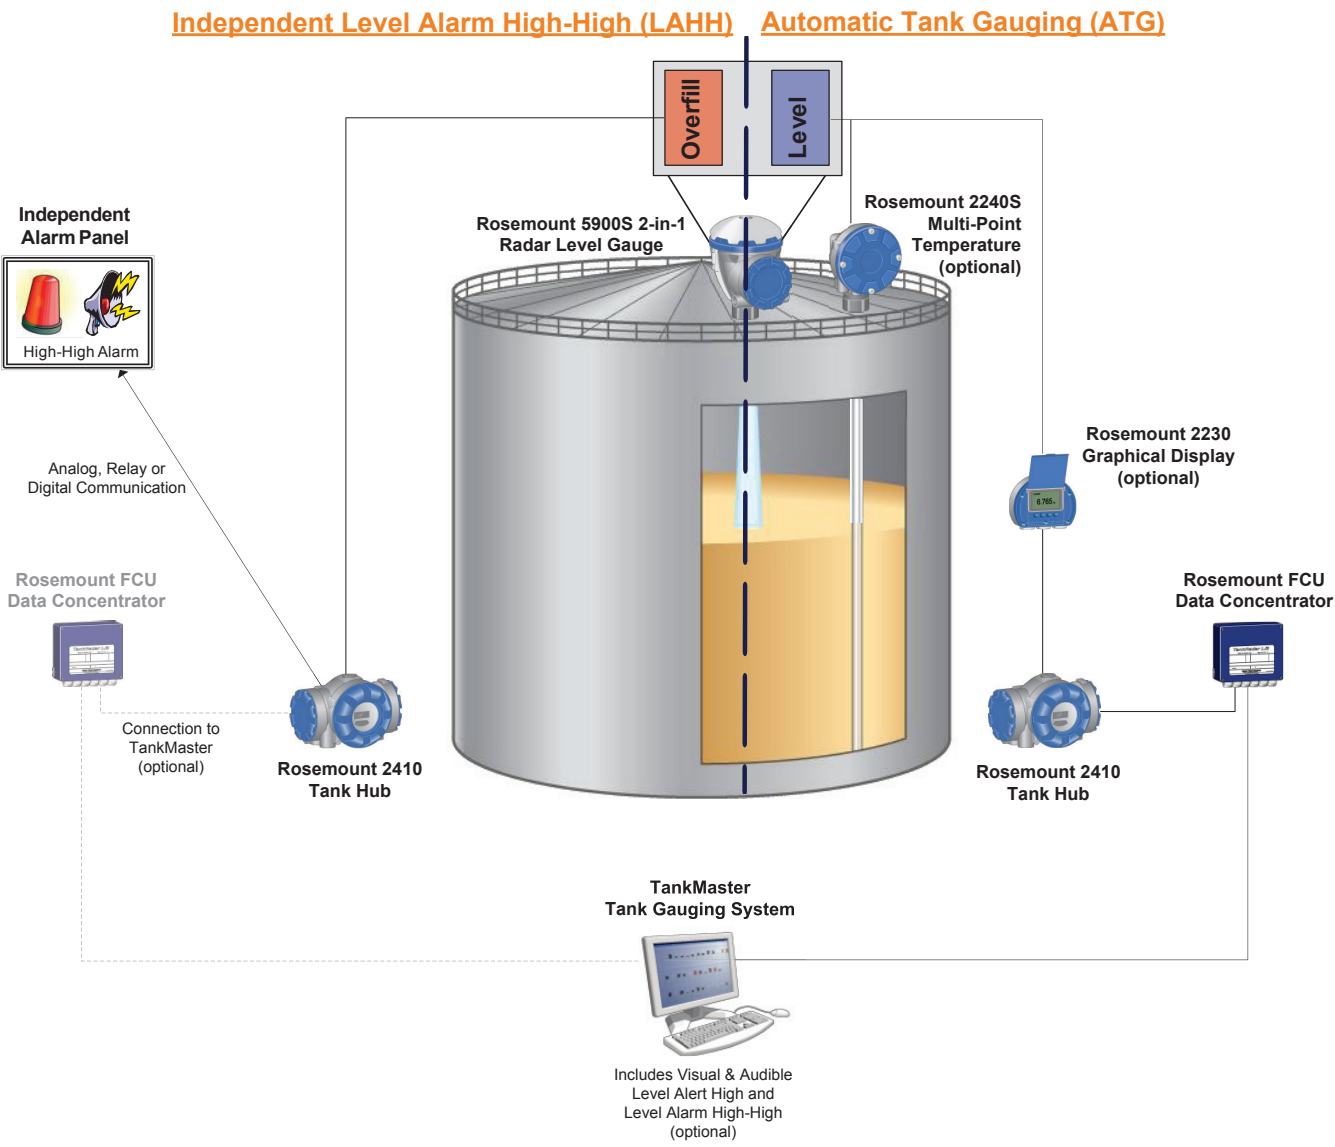 Independent Level Alarm High-High (LAHH)
Automatic Tank Gauging (ATG)
Overfill
Level
Independent
Alarm Panel
High-High Alarm
Rosemount 5900S 2-in-1
Radar Level Gauge
Rosemount 2240S
Multi-Point
Temperature
(optional)
Analog, Relay or
Digital Communication
Rosemount 2230
Graphical Display
(optional)
6.765
Rosemount FCU
Data Concentrator
Rosemount FCU
Data Concentrator
Connection to
TankMaster
(optional)
Rosemount 2410
Tank Hub
Rosemount 2410
Tank Hub
TankMaster
Tank Gauging System
Includes Visual & Audible
Level Alert High and
Level Alarm High-High
(optional)